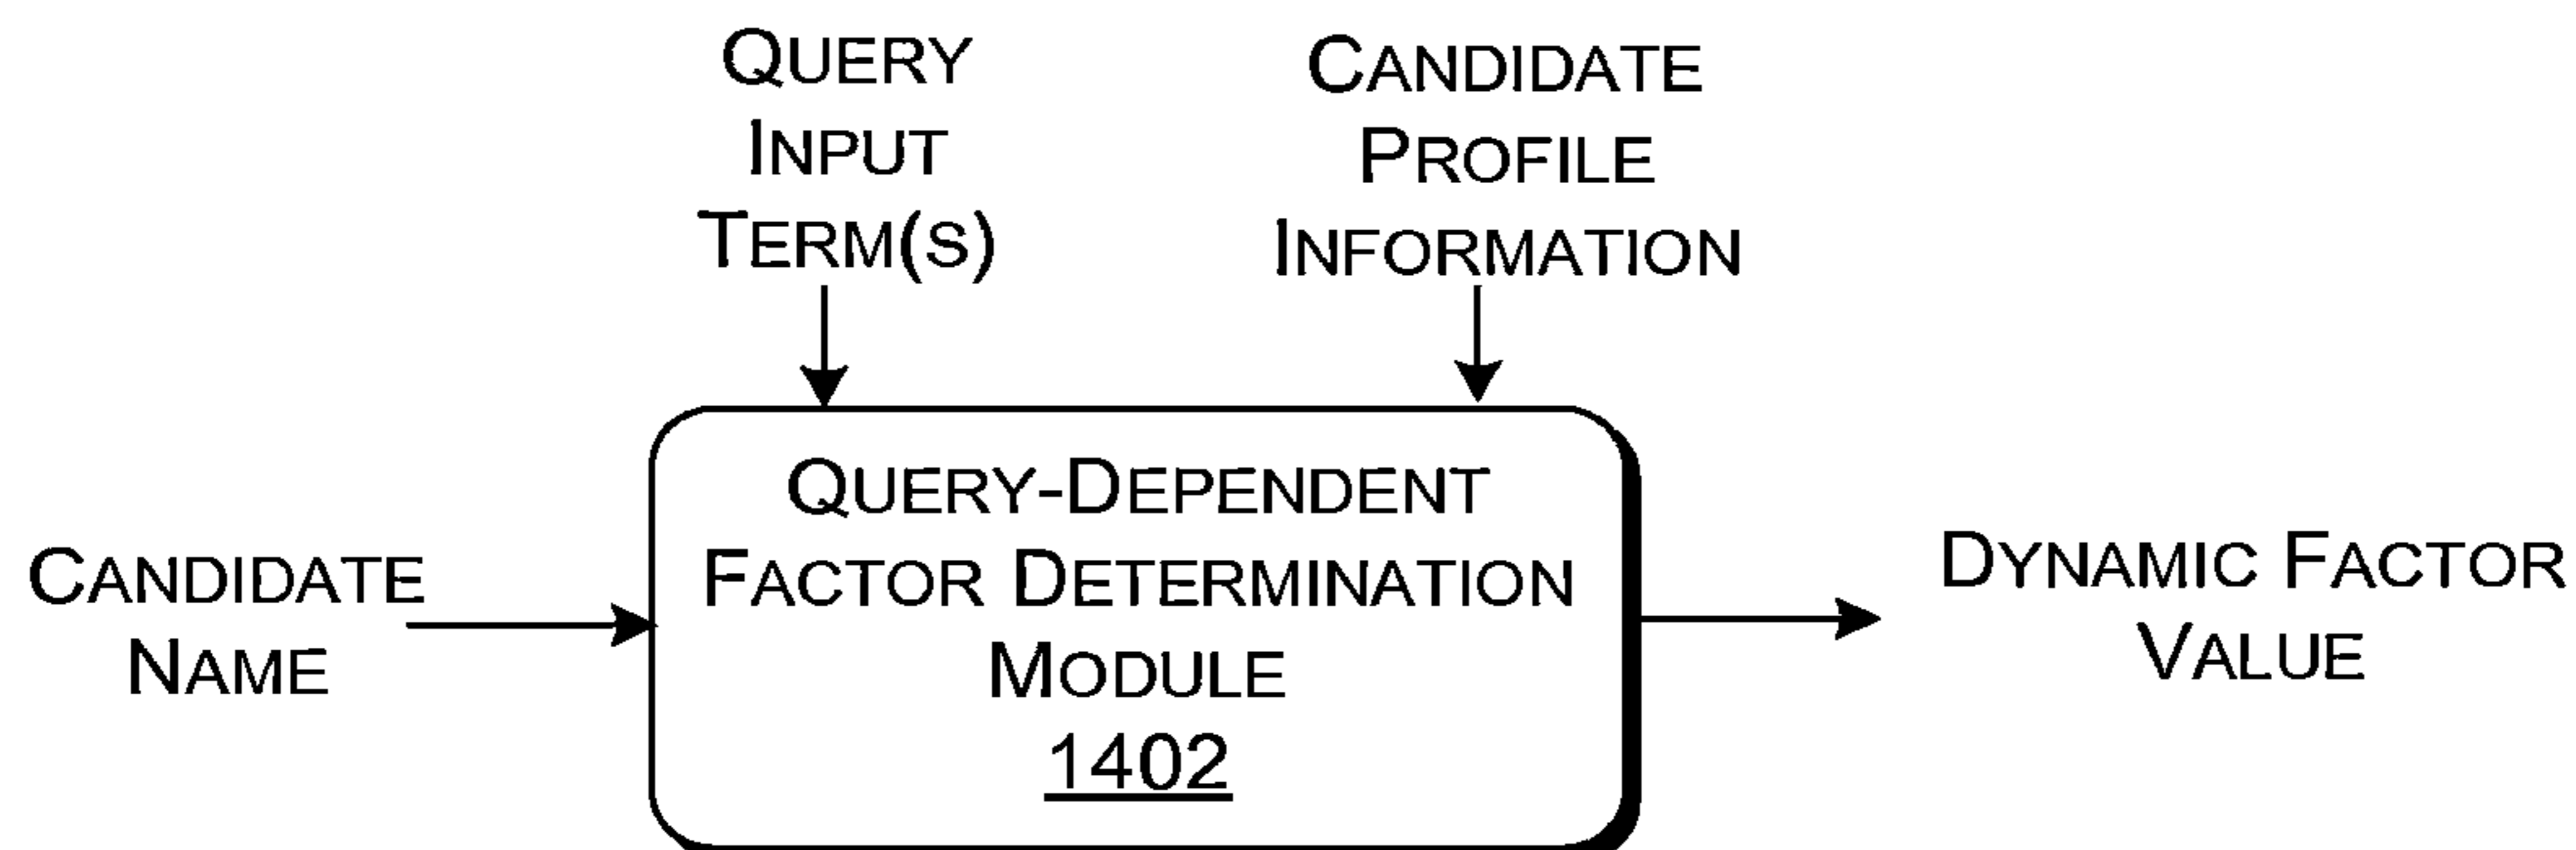 QUERY
INPUT
TERM(S)
CANDIDATE
PROFILE
INFORMATION
CANDIDATE
NAME
QUERY-DEPENDENT
FACTOR DETERMINATION
MODULE
1402
DYNAMIC FACTOR
VALUE